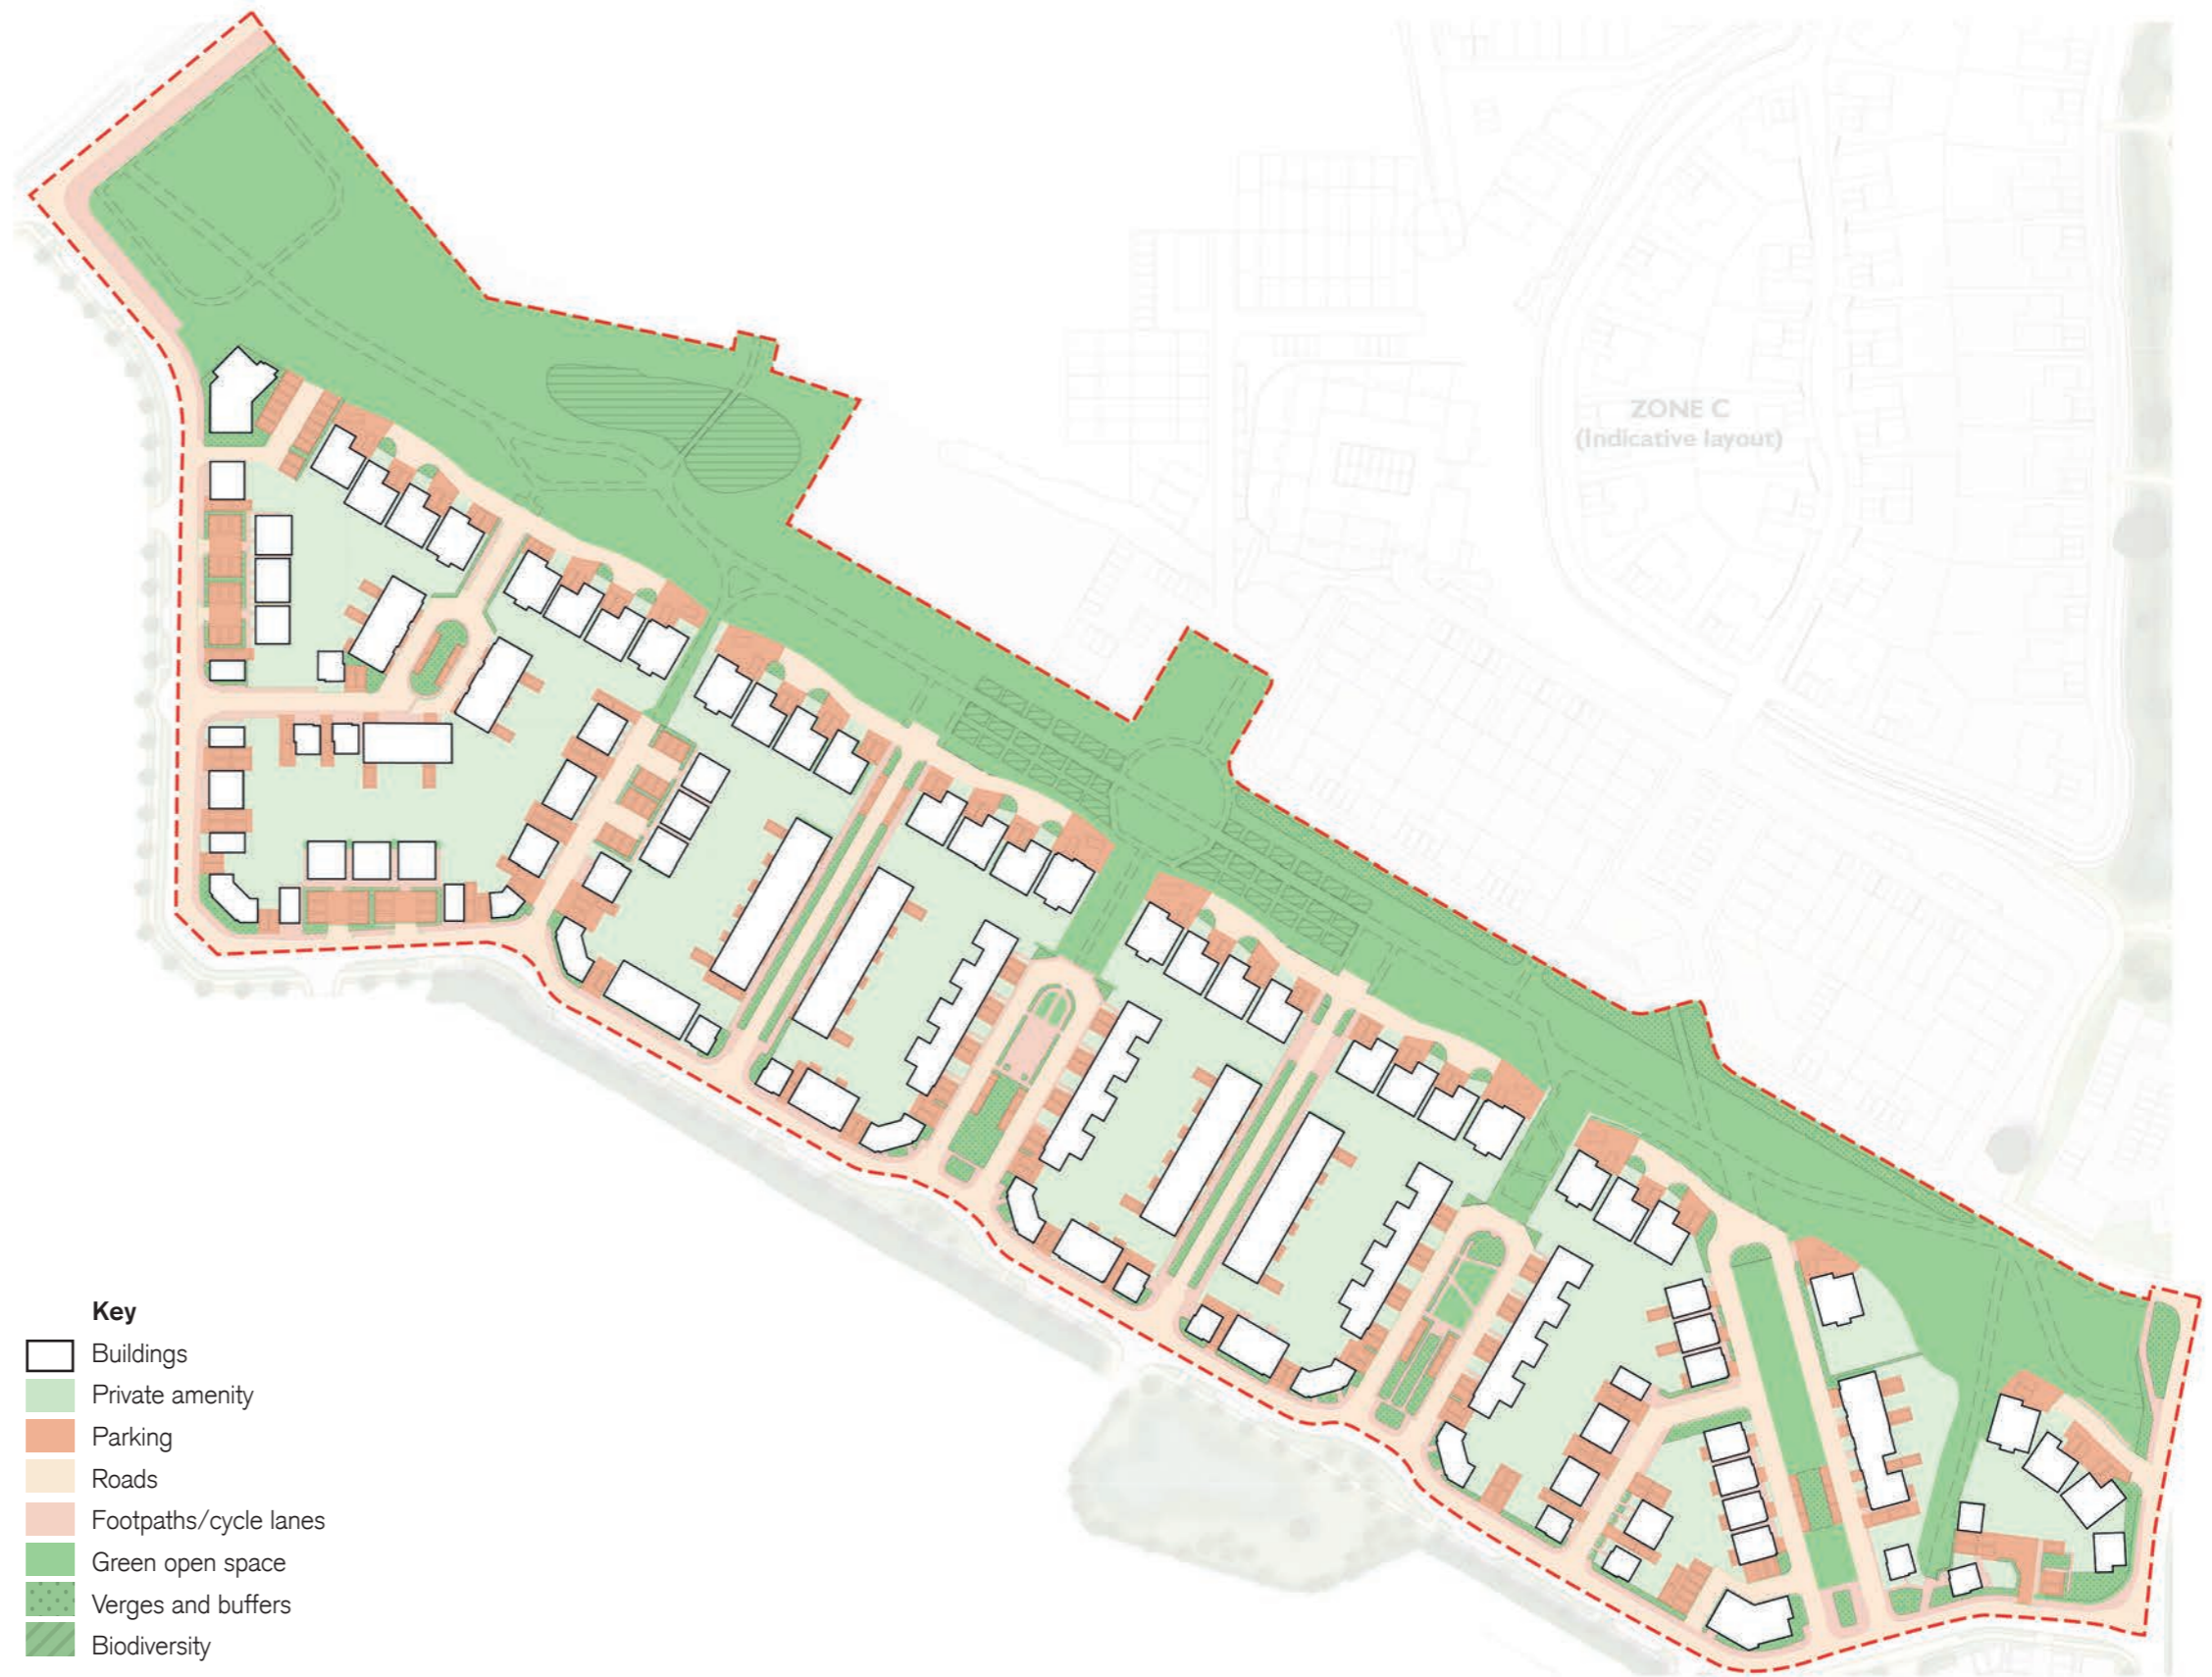 ZONE C
(Indicative layout)
Key
Buildings
Private amenity
Parking
Roads
Footpaths/cycle lanes
Green open space
Verges and buffers
Biodiversity